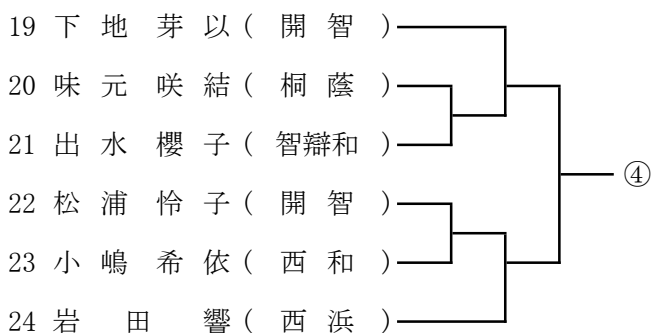 19 下 地 芽 以 ( 開 智 )
20 味 元 咲 結 ( 桐 蔭 )
21 出 水 櫻 子 ( 智辯和 )
22 松 浦 怜 子 ( 開 智 )
23 小 嶋 希 依 ( 西 和 )
24 岩 田 響 ( 西 浜 )
④